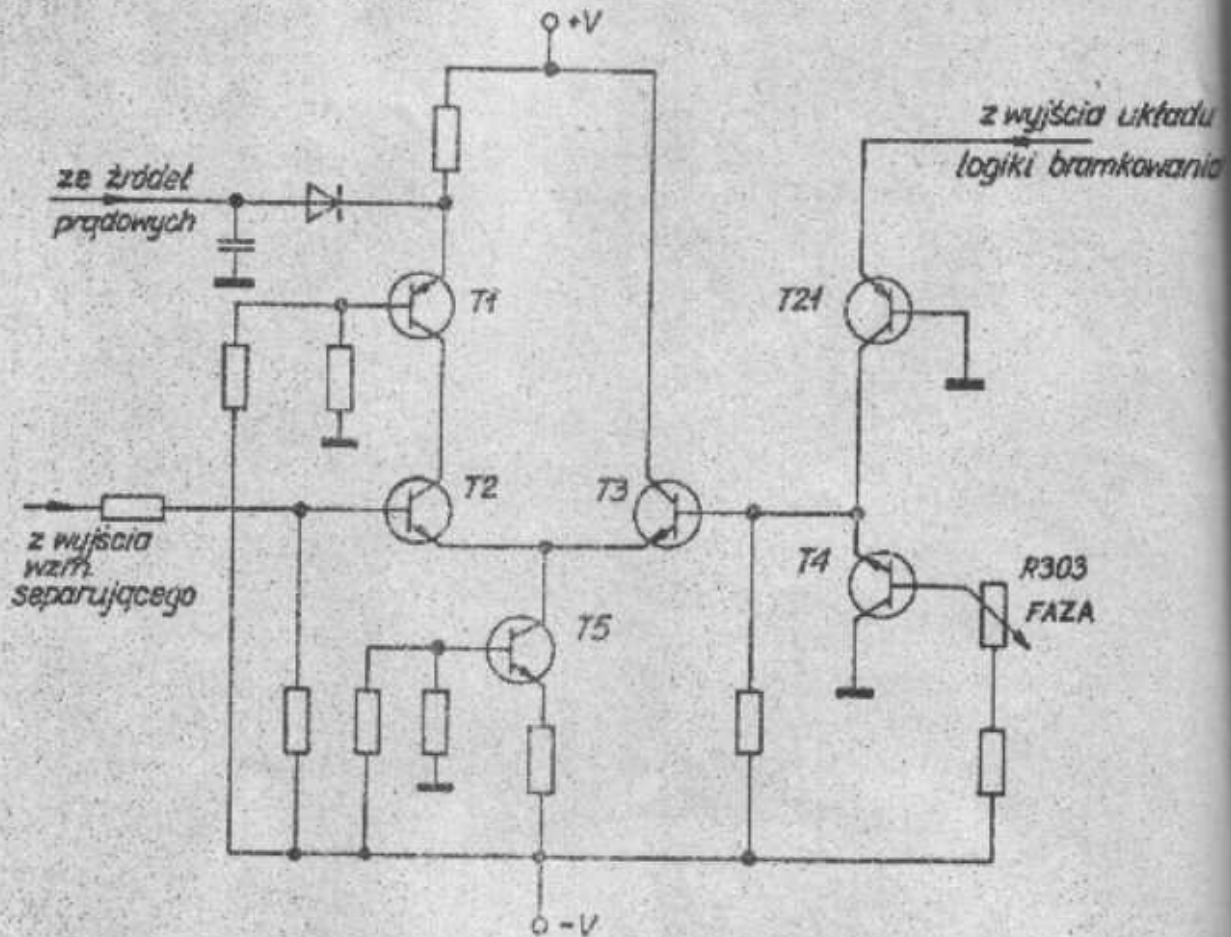 +V
z wyjścia układu
logiki bramkowania
ze źródeł
prądowych
T1
T21
T2
T3
z wyjścia
wzm.
separującego
T4
R303
FAZA
T5
-V